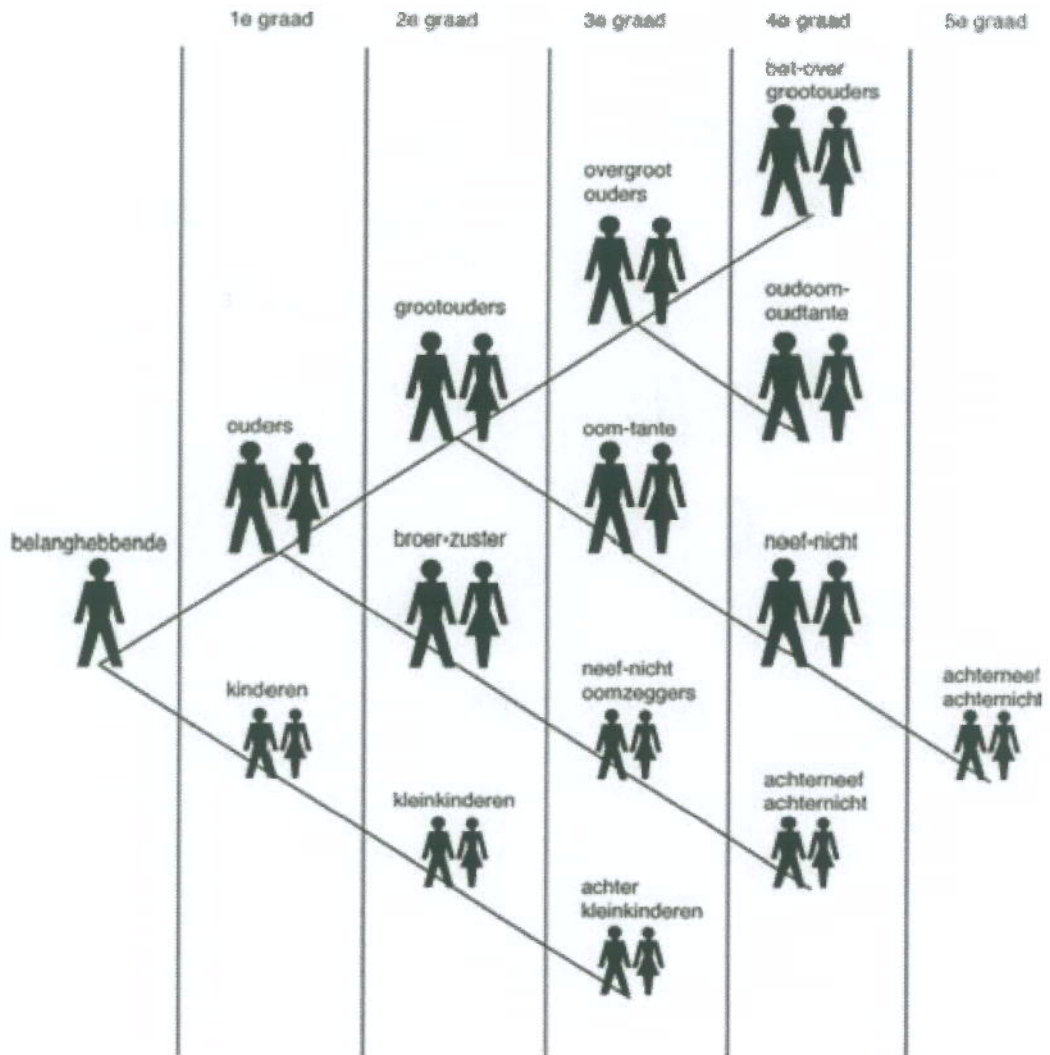 1e graad
2e graad
3e graad
4e graad
5e graad
bet-over
grootouders
overgroot
ouders
oudoom-
oudtante
grootouders
ouders
oom-tante
belanghebbende
broer-zuster
neef-nicht
kinderen
neef-nicht
oomzeggers
achterneef
achternicht
kleinkinderen
achterneef
achternicht
achter
kleinkinderen